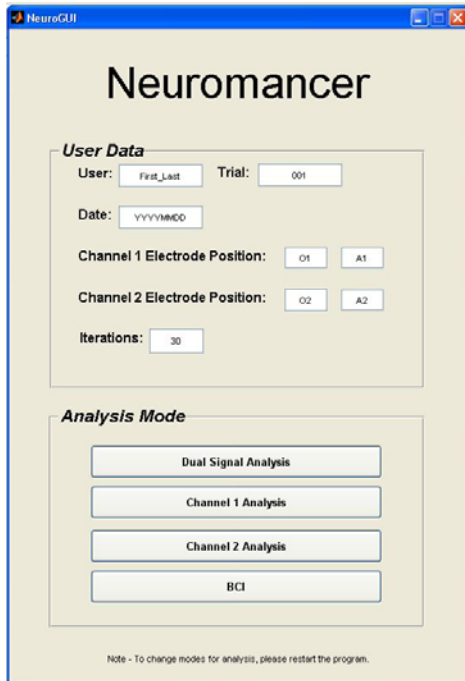 NeuroGUI
Neuromancer
User Data
User: First_Last Trial: 001
Date: YYYYMMDD
Channel 1 Electrode Position: O1 A1
Channel 2 Electrode Position: O2 A2
Iterations: 30
Analysis Mode
Dual Signal Analysis
Channel 1 Analysis
Channel 2 Analysis
BCI
Note - To change modes for analysis, please restart the program.